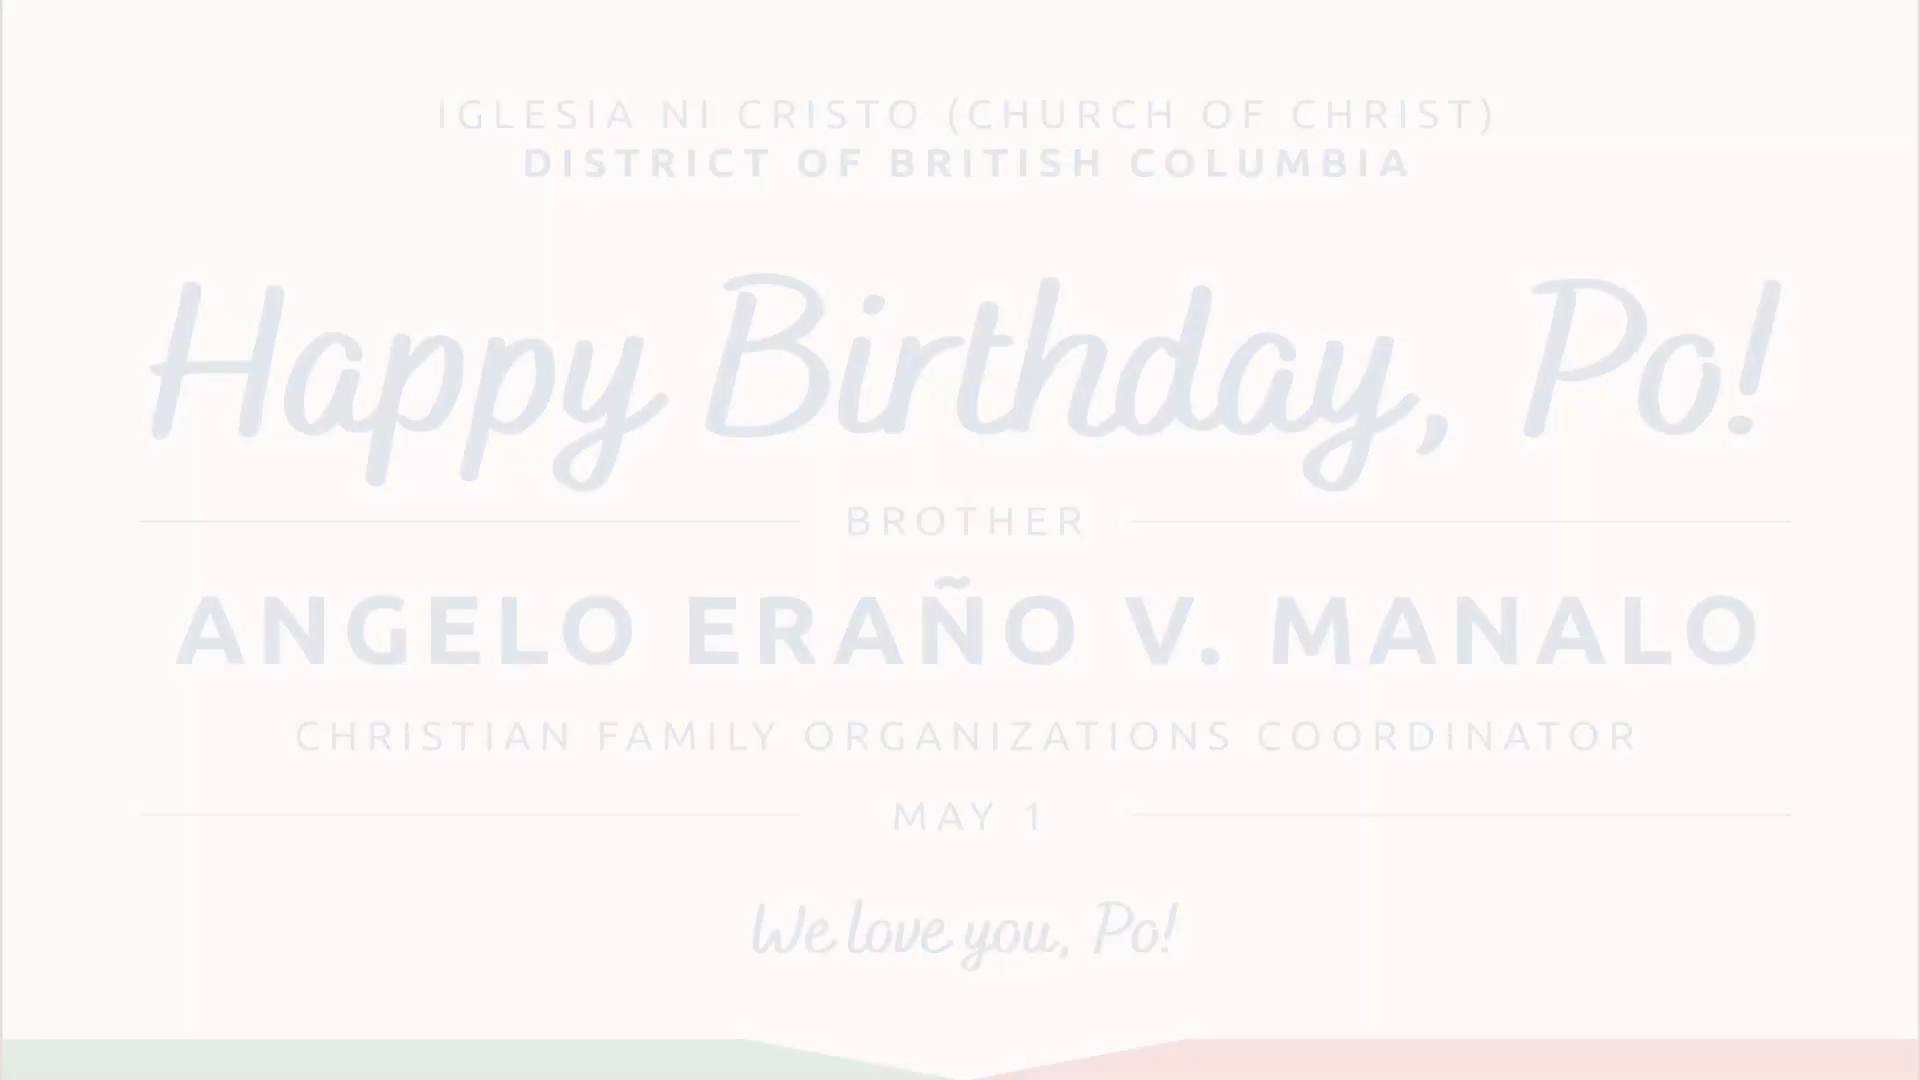 IGLESIA NI CRISTO (CHURCH OF CHRIST)
DISTRICT OF BRITISH COLUMBIA
Happy Birthday, Po!
BROTHER
ANGELO ERAÑO V. MANALO
CHRISTIAN FAMILY ORGANIZATIONS COORDINATOR
MAY 1
We love you, Po!